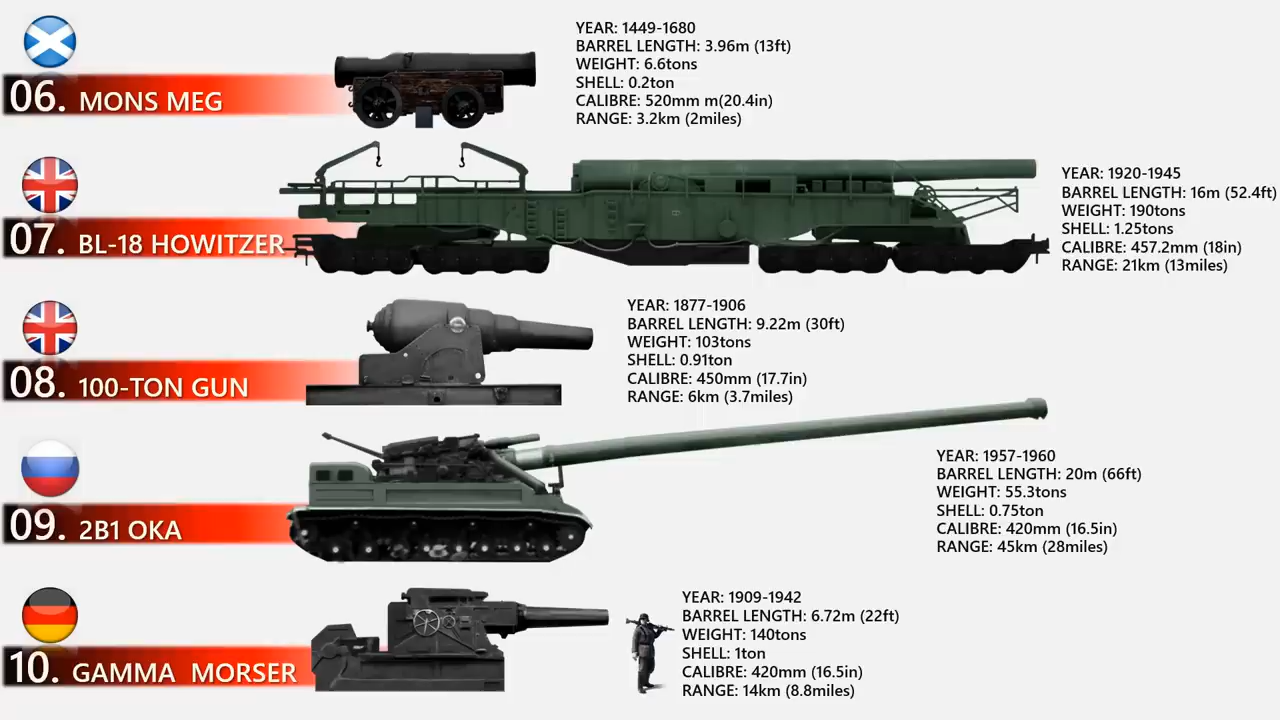 06. MONS MEG
YEAR: 1449-1680
BARREL LENGTH: 3.96m (13ft)
WEIGHT: 6.6tons
SHELL: 0.2ton
CALIBRE: 520mm m(20.4in)
RANGE: 3.2km (2miles)
07. BL-18 HOWITZER
YEAR: 1920-1945
BARREL LENGTH: 16m (52.4ft)
WEIGHT: 190tons
SHELL: 1.25tons
CALIBRE: 457.2mm (18in)
RANGE: 21km (13miles)
08. 100-TON GUN
YEAR: 1877-1906
BARREL LENGTH: 9.22m (30ft)
WEIGHT: 103tons
SHELL: 0.91ton
CALIBRE: 450mm (17.7in)
RANGE: 6km (3.7miles)
09. 2B1 OKA
YEAR: 1957-1960
BARREL LENGTH: 20m (66ft)
WEIGHT: 55.3tons
SHELL: 0.75ton
CALIBRE: 420mm (16.5in)
RANGE: 45km (28miles)
10. GAMMA MORSER
YEAR: 1909-1942
BARREL LENGTH: 6.72m (22ft)
WEIGHT: 140tons
SHELL: 1ton
CALIBRE: 420mm (16.5in)
RANGE: 14km (8.8miles)